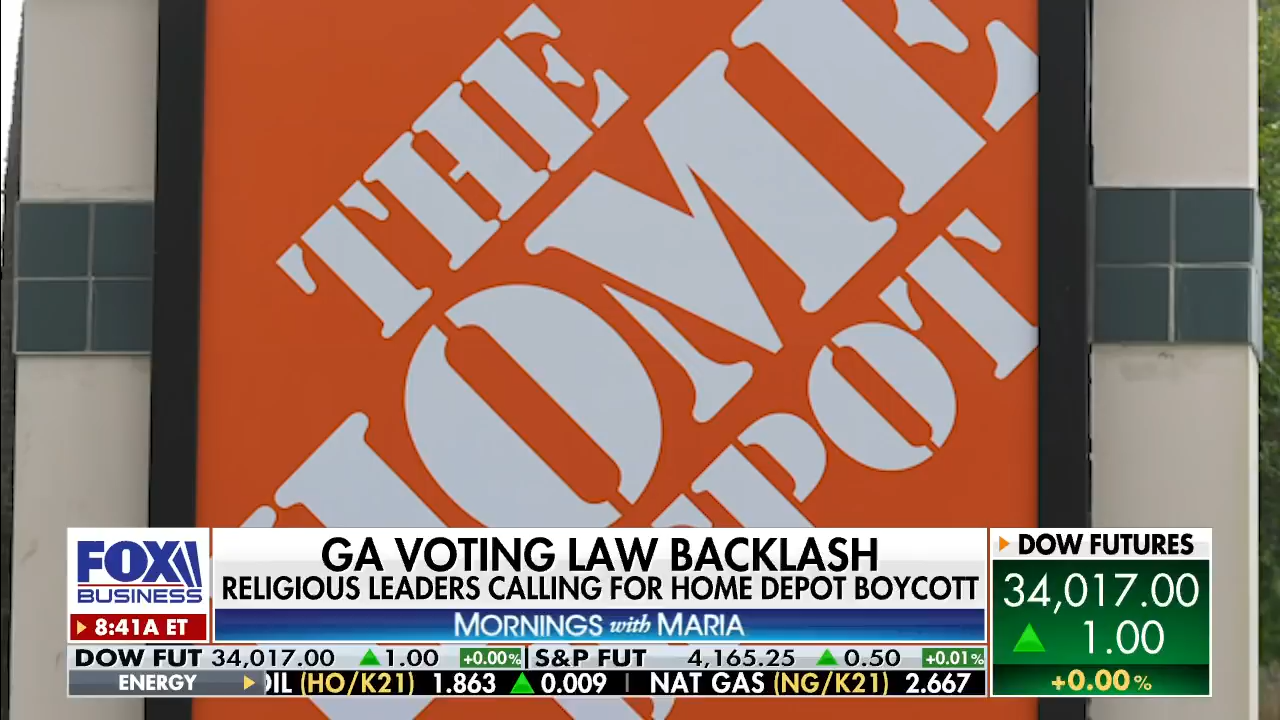 THE
HOME
DEPOT
FOX
BUSINESS
8:41A ET
GA VOTING LAW BACKLASH
RELIGIOUS LEADERS CALLING FOR HOME DEPOT BOYCOTT
MORNINGS with MARIA
DOW FUTURES
34,017.00
1.00
+0.00%
DOW FUT 34,017.00 1.00 +0.00% S&P FUT 4,165.25 0.50 +0.01%
ENERGY OIL (HO/K21) 1.863 0.009 NAT GAS (NG/K21) 2.667